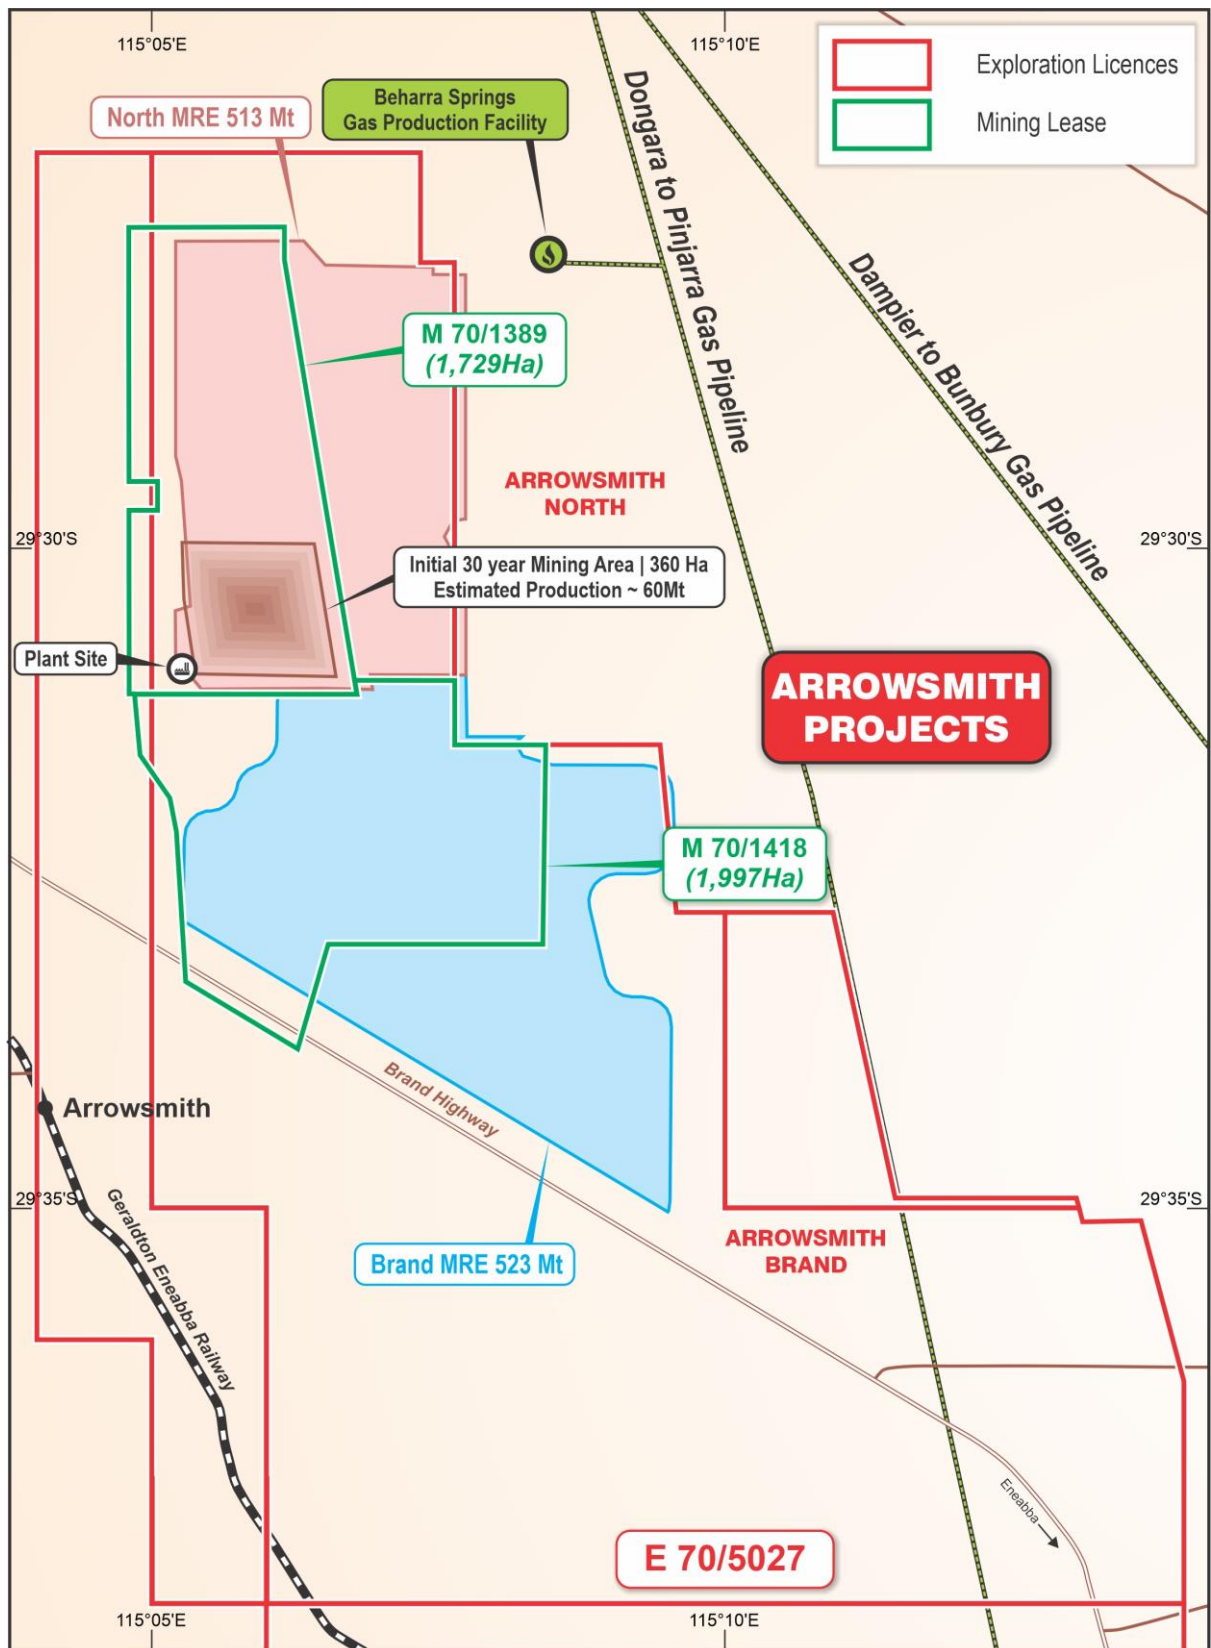 115°05'E
115°10'E
Exploration Licences
Mining Lease
North MRE 513 Mt
Beharra Springs
Gas Production Facility
Dongara to Pinjarra Gas Pipeline
Dampier to Bunbury Gas Pipeline
M 70/1389
(1,729Ha)
ARROWSMITH
NORTH
29°30'S
29°30'S
Initial 30 year Mining Area | 360 Ha
Estimated Production ~ 60Mt
Plant Site
ARROWSMITH
PROJECTS
M 70/1418
(1,997Ha)
Brand Highway
Arrowsmith
29°35'S
29°35'S
Geraldton Eneabba Railway
ARROWSMITH
BRAND
Brand MRE 523 Mt
Eneabba
E 70/5027
115°05'E
115°10'E